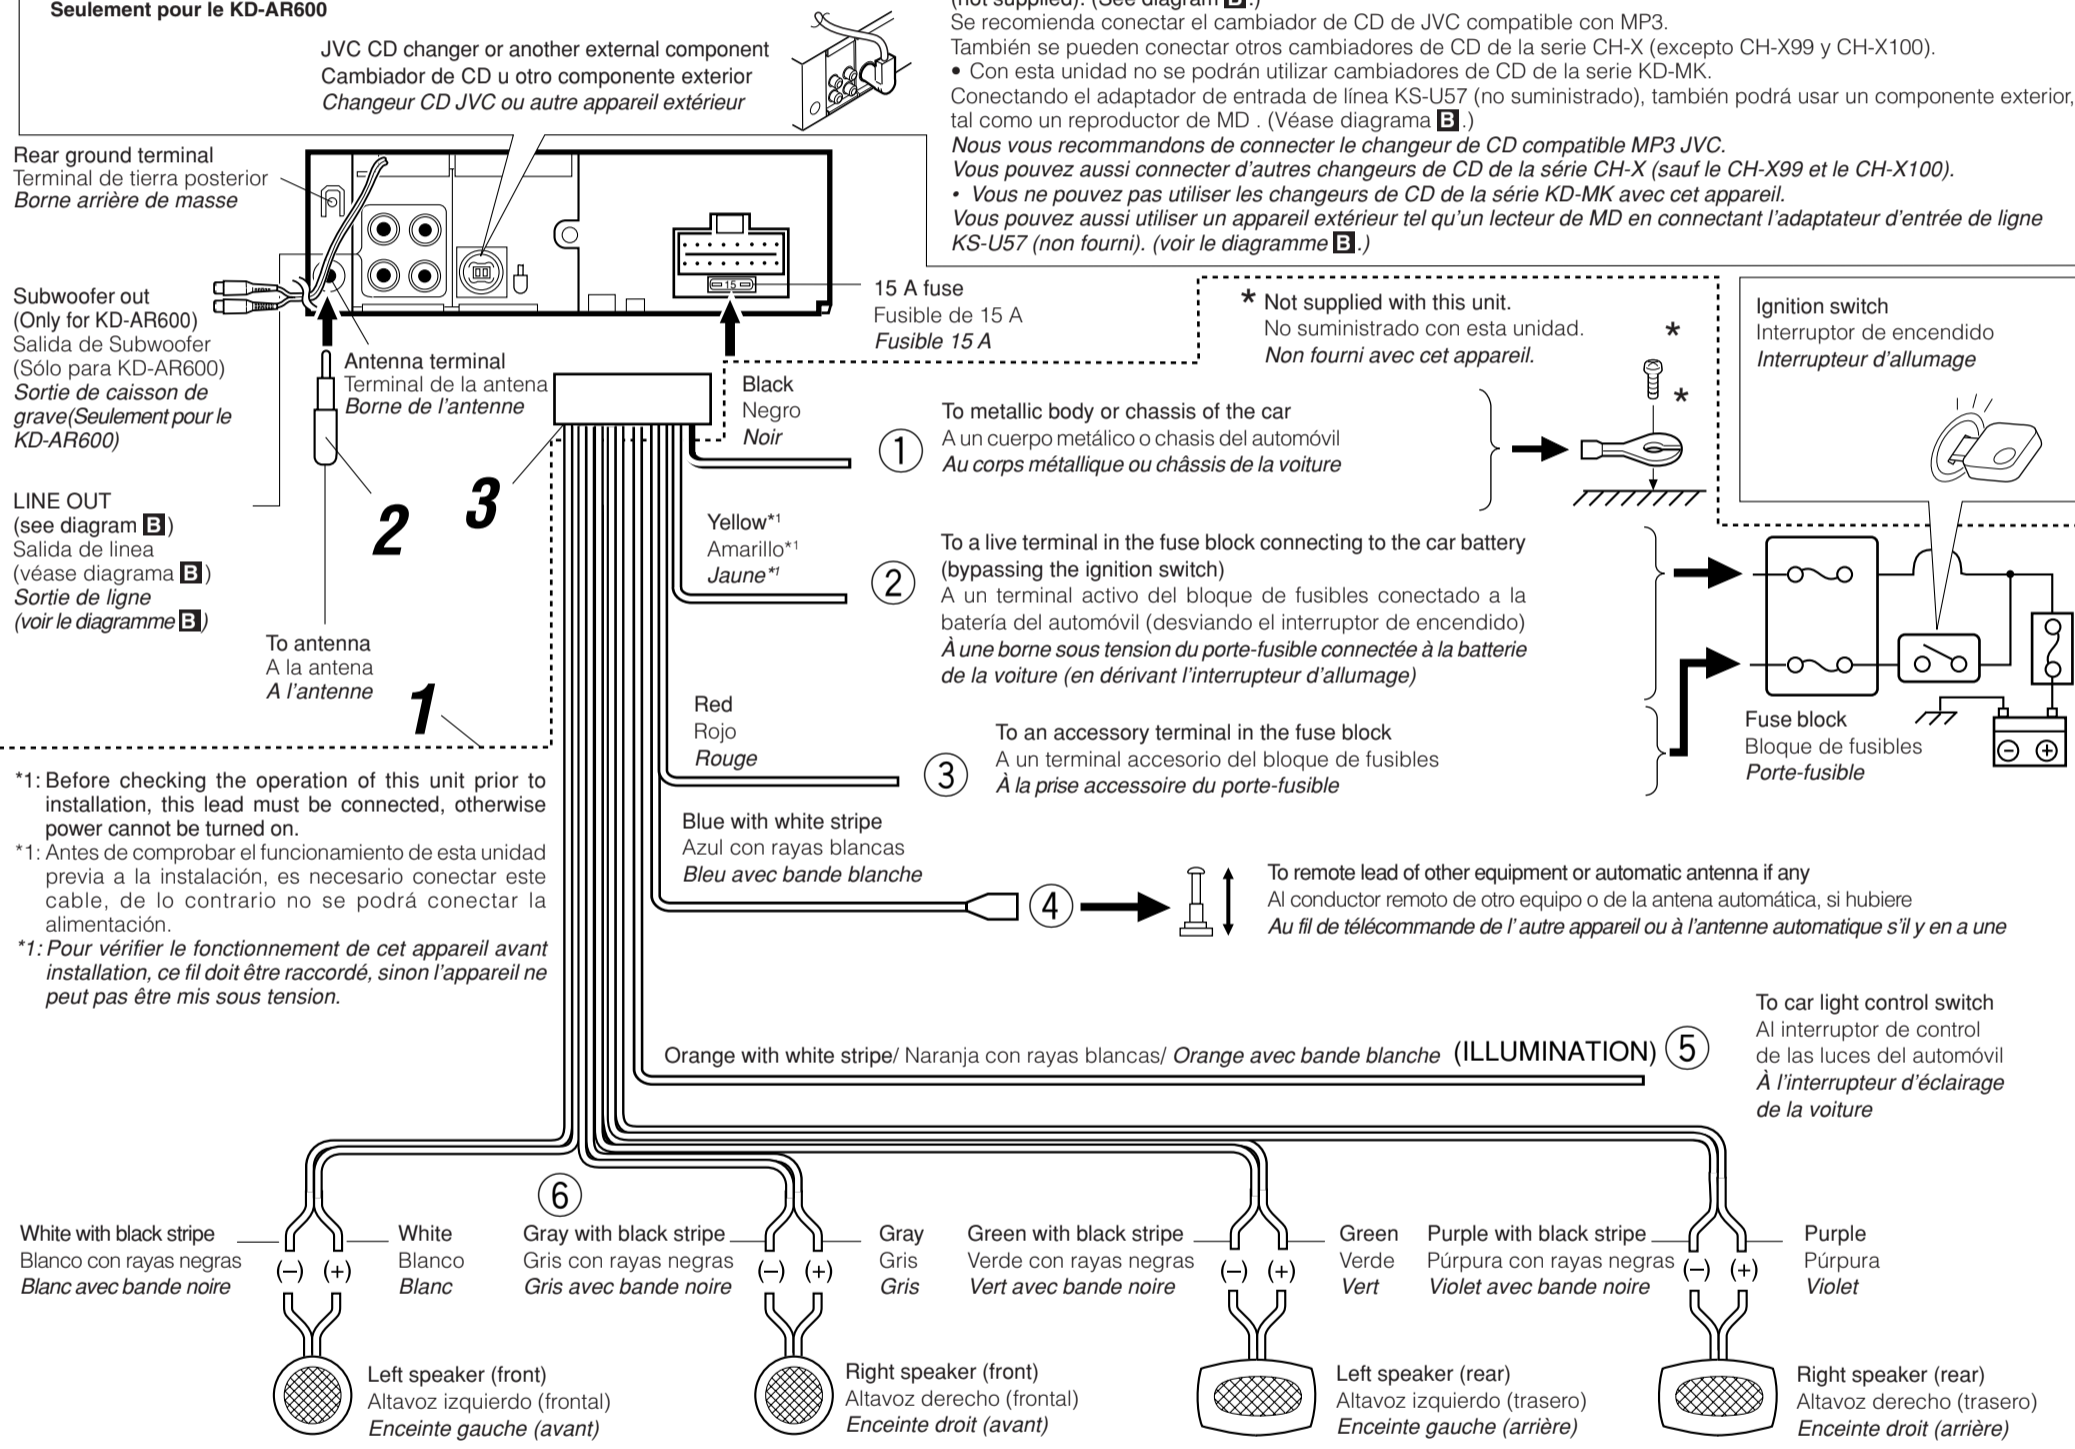 Seulement pour le KD-AR600
JVC CD changer or another external component
Cambiador de CD u otro componente exterior
Changeur CD JVC ou autre appareil extérieur
(not supplied). (See diagram B .)
Se recomienda conectar el cambiador de CD de JVC compatible con MP3.
También se pueden conectar otros cambiadores de CD de la serie CH-X (excepto CH-X99 y CH-X100).
• Con esta unidad no se podrán utilizar cambiadores de CD de la serie KD-MK.
Conectando el adaptador de entrada de línea KS-U57 (no suministrado), también podrá usar un componente exterior,
tal como un reproductor de MD . (Véase diagrama B .)
Nous vous recommandons de connecter le changeur de CD compatible MP3 JVC.
Vous pouvez aussi connecter d'autres changeurs de CD de la série CH-X (sauf le CH-X99 et le CH-X100).
• Vous ne pouvez pas utiliser les changeurs de CD de la série KD-MK avec cet appareil.
Vous pouvez aussi utiliser un appareil extérieur tel qu'un lecteur de MD en connectant l'adaptateur d'entrée de ligne
KS-U57 (non fourni). (voir le diagramme B .)
Rear ground terminal
Terminal de tierra posterior
Borne arrière de masse
Subwoofer out
(Only for KD-AR600)
Salida de Subwoofer
(Sólo para KD-AR600)
Sortie de caisson de
grave(Seulement pour le
KD-AR600)
LINE OUT
(see diagram B )
Salida de linea
(véase diagrama B )
Sortie de ligne
(voir le diagramme B )
Antenna terminal
Terminal de la antena
Borne de l'antenne
2
3
To antenna
A la antena
A l'antenne
1
15
15 A fuse
Fusible de 15 A
Fusible 15 A
* Not supplied with this unit.
No suministrado con esta unidad.
Non fourni avec cet appareil.
*
*
Ignition switch
Interruptor de encendido
Interrupteur d'allumage
Black
Negro
Noir
1
To metallic body or chassis of the car
A un cuerpo metálico o chasis del automóvil
Au corps métallique ou châssis de la voiture
Yellow*1
Amarillo*1
Jaune*1
2
To a live terminal in the fuse block connecting to the car battery
(bypassing the ignition switch)
A un terminal activo del bloque de fusibles conectado a la
batería del automóvil (desviando el interruptor de encendido)
À une borne sous tension du porte-fusible connectée à la batterie
de la voiture (en dérivant l'interrupteur d'allumage)
Red
Rojo
Rouge
3
To an accessory terminal in the fuse block
A un terminal accesorio del bloque de fusibles
À la prise accessoire du porte-fusible
Fuse block
Bloque de fusibles
Porte-fusible
− +
*1: Before checking the operation of this unit prior to
installation, this lead must be connected, otherwise
power cannot be turned on.
*1: Antes de comprobar el funcionamiento de esta unidad
previa a la instalación, es necesario conectar este
cable, de lo contrario no se podrá conectar la
alimentación.
*1: Pour vérifier le fonctionnement de cet appareil avant
installation, ce fil doit être raccordé, sinon l'appareil ne
peut pas être mis sous tension.
Blue with white stripe
Azul con rayas blancas
Bleu avec bande blanche
4
To remote lead of other equipment or automatic antenna if any
Al conductor remoto de otro equipo o de la antena automática, si hubiere
Au fil de télécommande de l' autre appareil ou à l'antenne automatique s'il y en a une
Orange with white stripe/ Naranja con rayas blancas/ Orange avec bande blanche (ILLUMINATION) 5
To car light control switch
Al interruptor de control
de las luces del automóvil
À l'interrupteur d'éclairage
de la voiture
6
White with black stripe
Blanco con rayas negras
Blanc avec bande noire
(−) (+)
White
Blanco
Blanc
Gray with black stripe
Gris con rayas negras
Gris avec bande noire
(−) (+)
Gray
Gris
Gris
Green with black stripe
Verde con rayas negras
Vert avec bande noire
(−) (+)
Green
Verde
Vert
Purple with black stripe
Púrpura con rayas negras
Violet avec bande noire
(−) (+)
Purple
Púrpura
Violet
Left speaker (front)
Altavoz izquierdo (frontal)
Enceinte gauche (avant)
Right speaker (front)
Altavoz derecho (frontal)
Enceinte droit (avant)
Left speaker (rear)
Altavoz izquierdo (trasero)
Enceinte gauche (arrière)
Right speaker (rear)
Altavoz derecho (trasero)
Enceinte droit (arrière)